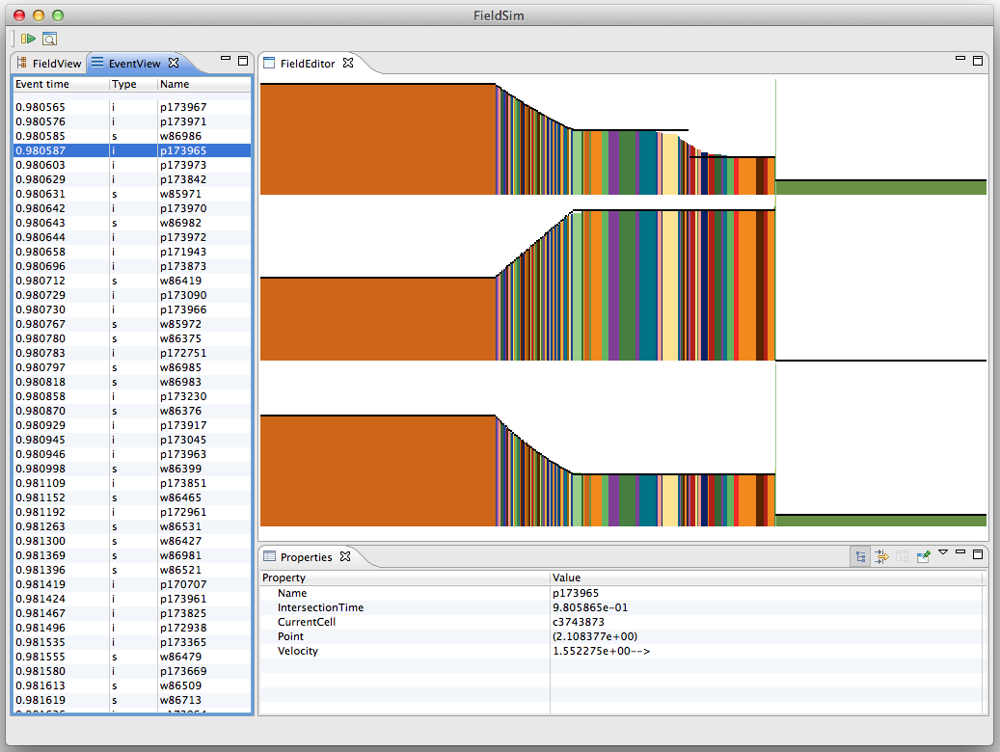 FieldSim
FieldView
EventView
Event time Type Name
0.980565 i p173967
0.980576 i p173971
0.980585 s w86986
0.980587 i p173965
0.980603 i p173973
0.980629 i p173842
0.980631 s w85971
0.980642 i p173970
0.980643 s w86982
0.980644 i p173972
0.980658 i p171943
0.980696 i p173873
0.980712 s w86419
0.980729 i p173090
0.980730 i p173966
0.980767 s w85972
0.980780 s w86375
0.980783 i p172751
0.980797 s w86985
0.980818 s w86983
0.980858 i p173230
0.980870 s w86376
0.980929 i p173917
0.980945 i p173045
0.980946 i p173963
0.980998 s w86399
0.981109 i p173851
0.981152 s w86465
0.981192 i p172961
0.981263 s w86531
0.981300 s w86427
0.981369 s w86981
0.981396 s w86521
0.981419 i p170707
0.981424 i p173961
0.981467 i p173825
0.981496 i p172938
0.981535 i p173365
0.981555 s w86479
0.981580 i p173669
0.981613 s w86509
0.981619 s w86713
FieldEditor
Properties
Property Value
Name p173965
IntersectionTime 9.805865e-01
CurrentCell c3743873
Point (2.108377e+00)
Velocity 1.552275e+00-->